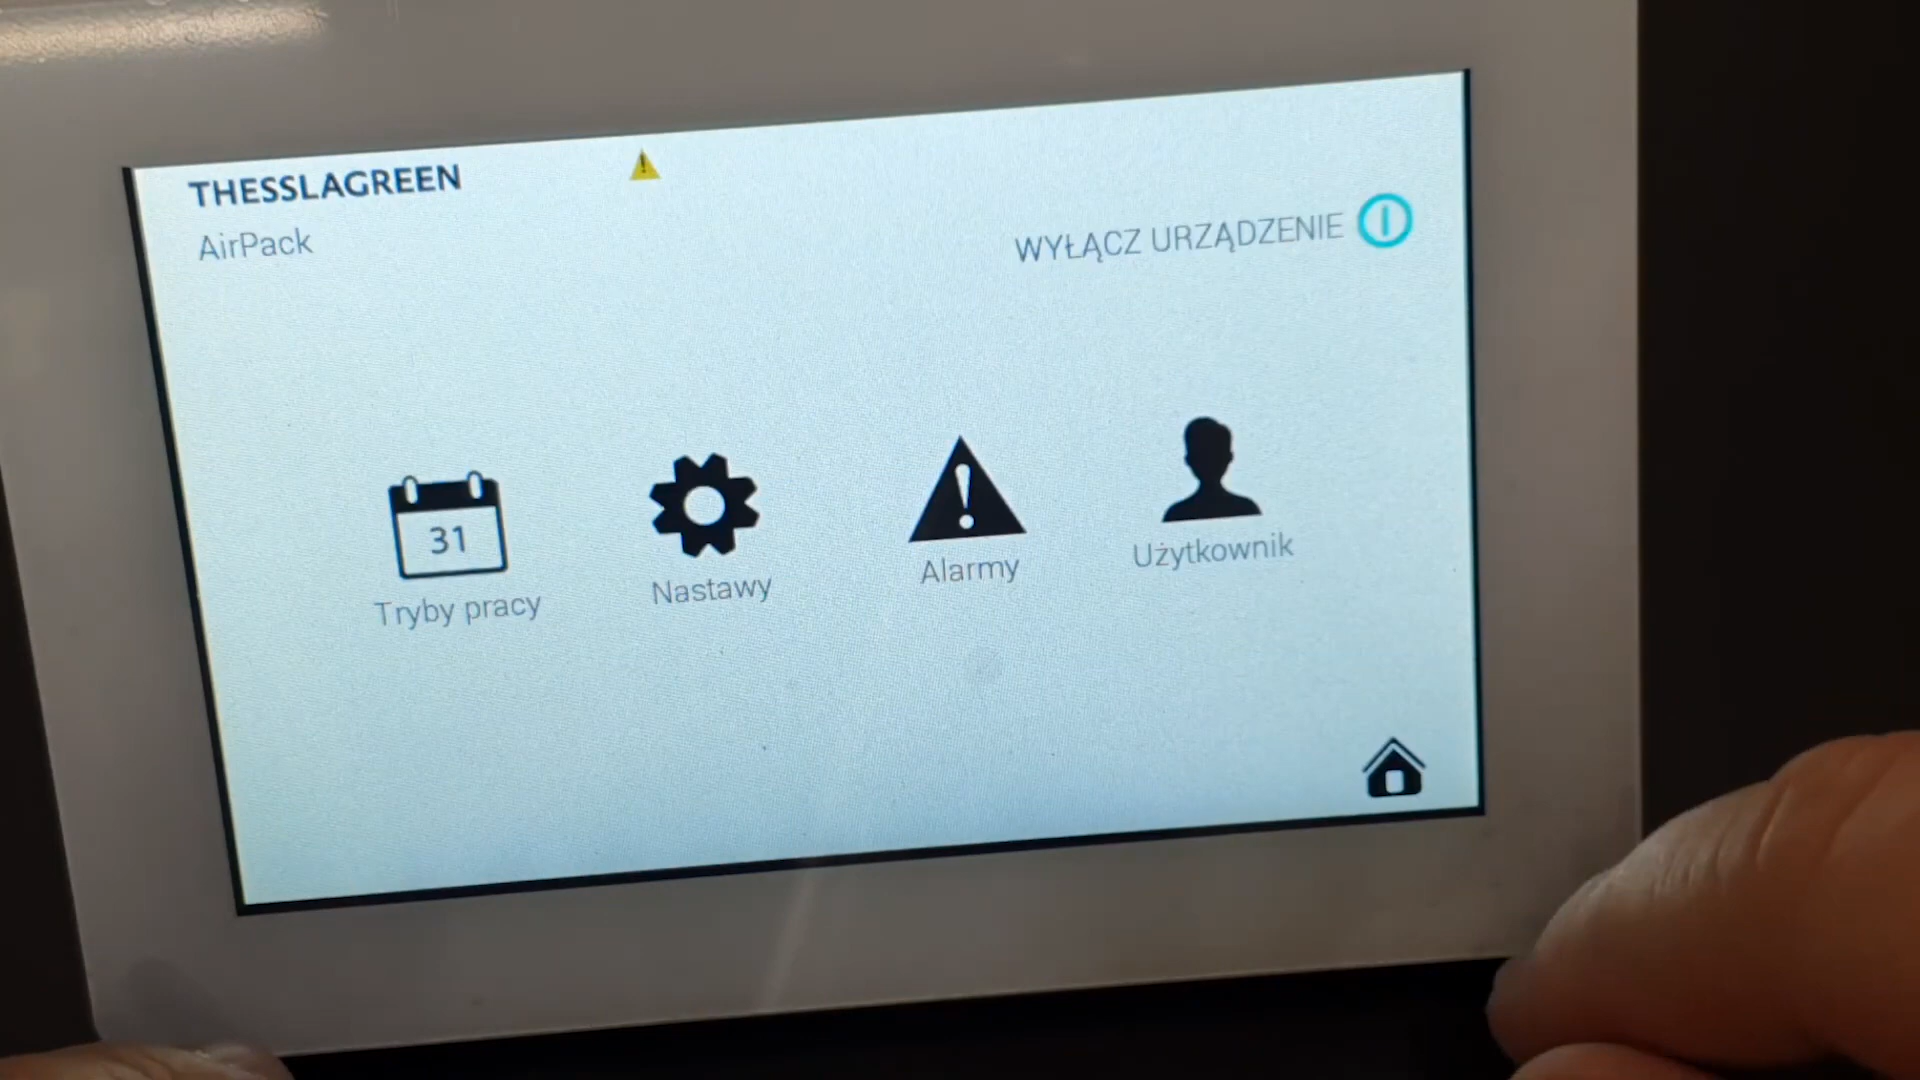 THESSLAGREEN
AirPack
WYŁĄCZ URZĄDZENIE
31
Tryby pracy
Nastawy
Alarmy
Użytkownik